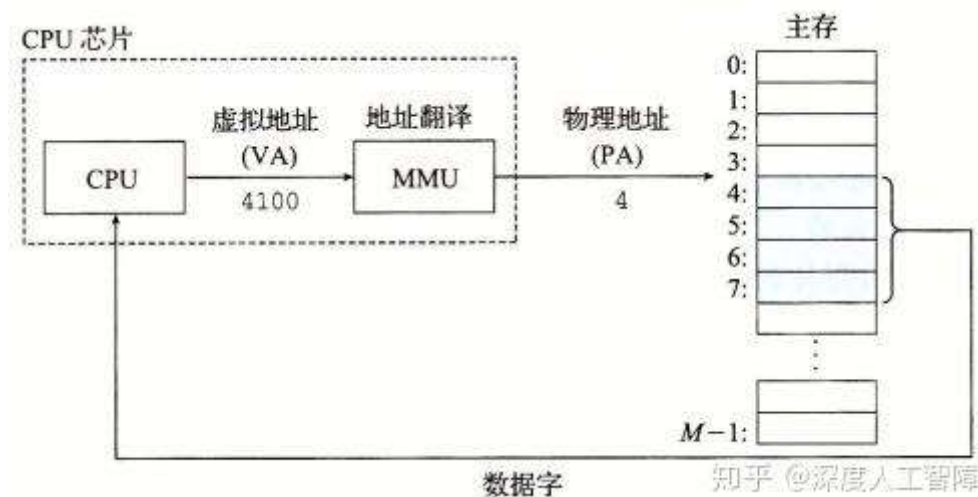 CPU 芯片
主存
虚拟地址
(VA)
4100
地址翻译
物理地址
(PA)
4
CPU
MMU
0:
1:
2:
3:
4:
5:
6:
7:
⋮
M-1:
数据字
知乎 @深度人工智障